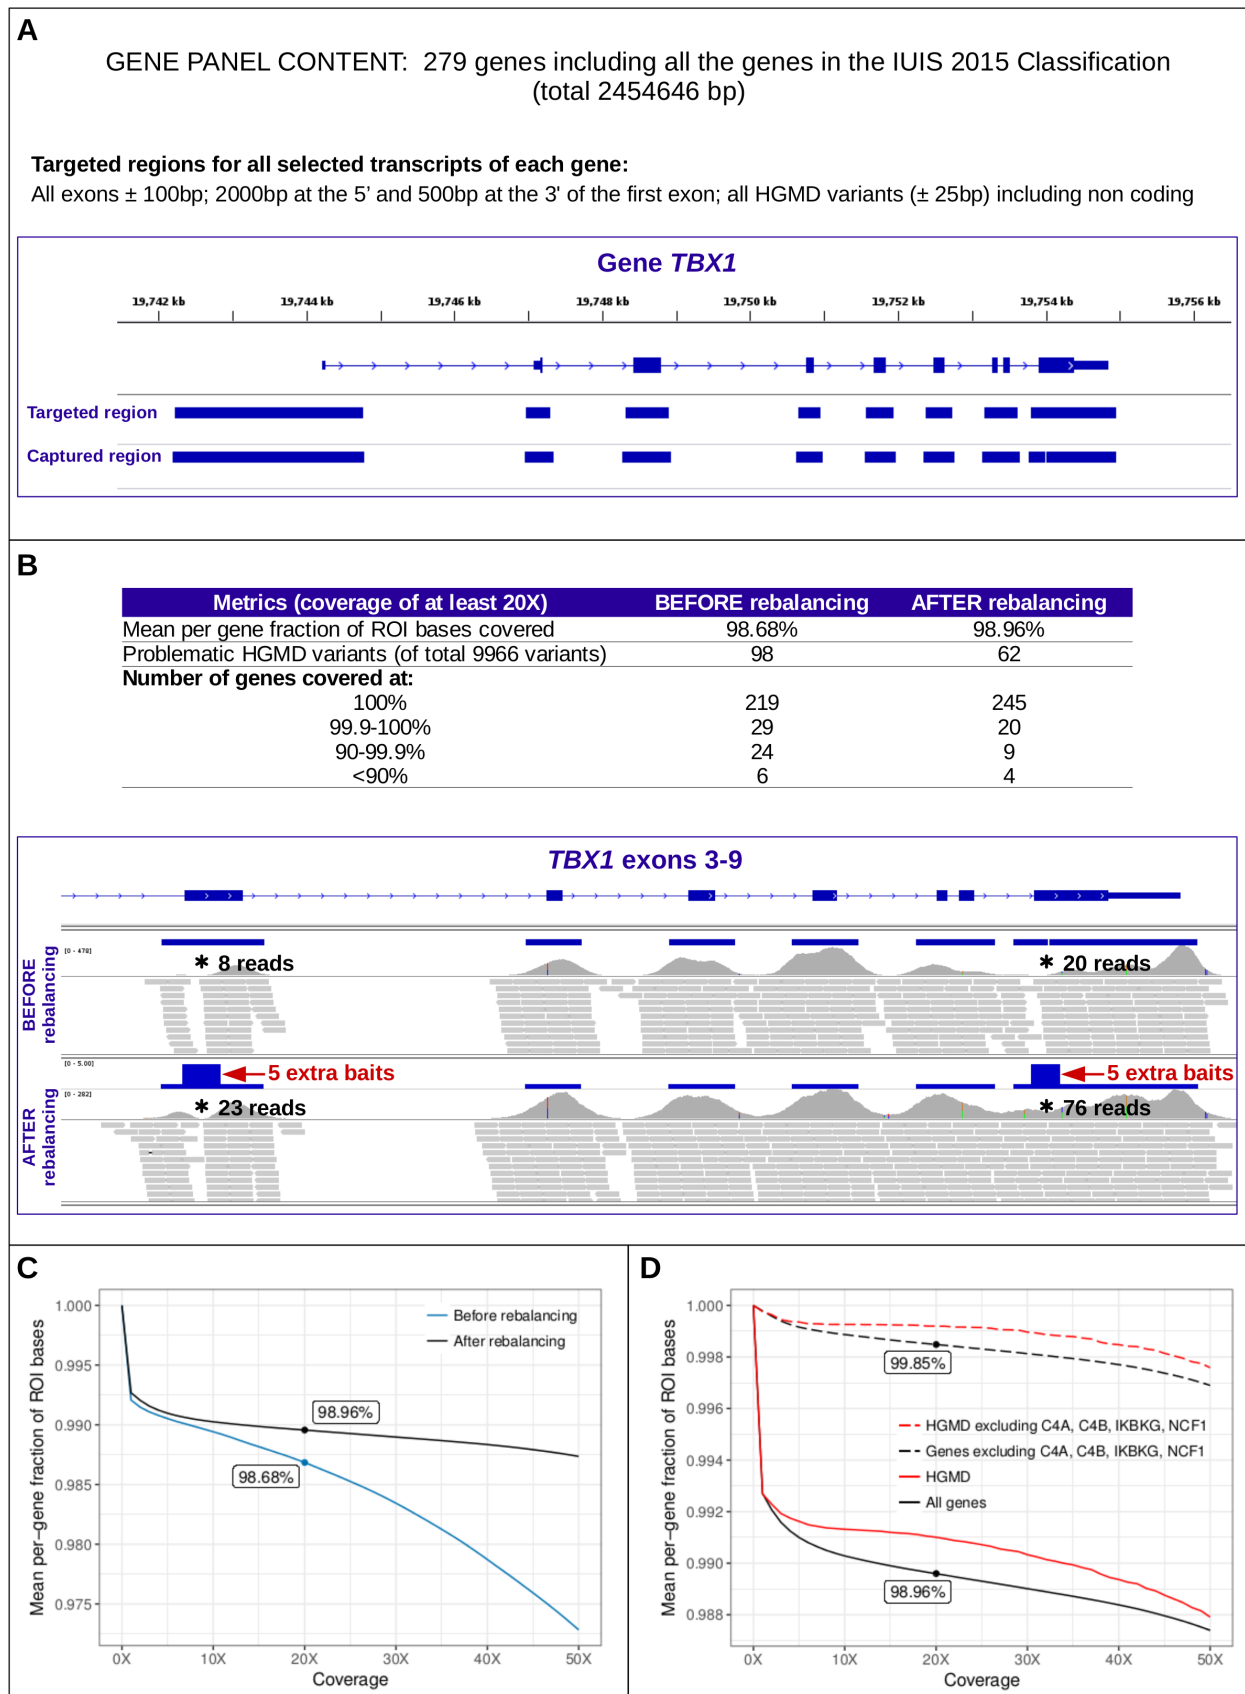 A
GENE PANEL CONTENT:  279 genes including all the genes in the IUIS 2015 Classification
(total 2454646 bp)
Targeted regions for all selected transcripts of each gene:
All exons ± 100bp; 2000bp at the 5’ and 500bp at the 3' of the first exon; all HGMD variants (± 25bp) including non coding
Gene TBX1
19,742 kb 19,744 kb 19,746 kb 19,748 kb 19,750 kb 19,752 kb 19,754 kb 19,756 kb
Targeted region
Captured region
B
Metrics (coverage of at least 20X) BEFORE rebalancing AFTER rebalancing
Mean per gene fraction of ROI bases covered 98.68% 98.96%
Problematic HGMD variants (of total 9966 variants) 98 62
Number of genes covered at:
100% 219 245
99.9-100% 29 20
90-99.9% 24 9
<90% 6 4
TBX1 exons 3-9
BEFORE
rebalancing
[0 - 478]
* 8 reads * 20 reads
AFTER
rebalancing
[0 - 5.00]
5 extra baits 5 extra baits
[0 - 282]
* 23 reads * 76 reads
C
Mean per−gene fraction of ROI bases
1.000
0.995
0.990
0.985
0.980
0.975
Before rebalancing
After rebalancing
98.96%
98.68%
0X 10X 20X 30X 40X 50X
Coverage
D
Mean per−gene fraction of ROI bases
1.000
0.998
0.996
0.994
0.992
0.990
0.988
99.85%
HGMD excluding C4A, C4B, IKBKG, NCF1
Genes excluding C4A, C4B, IKBKG, NCF1
HGMD
All genes
98.96%
0X 10X 20X 30X 40X 50X
Coverage